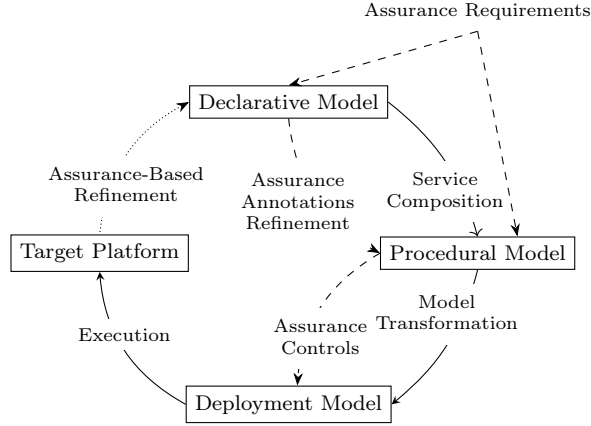 Assurance Requirements
Declarative Model
Assurance-Based
Refinement
Assurance
Annotations
Refinement
Service
Composition
Target Platform
Procedural Model
Model
Transformation
Execution
Assurance
Controls
Deployment Model